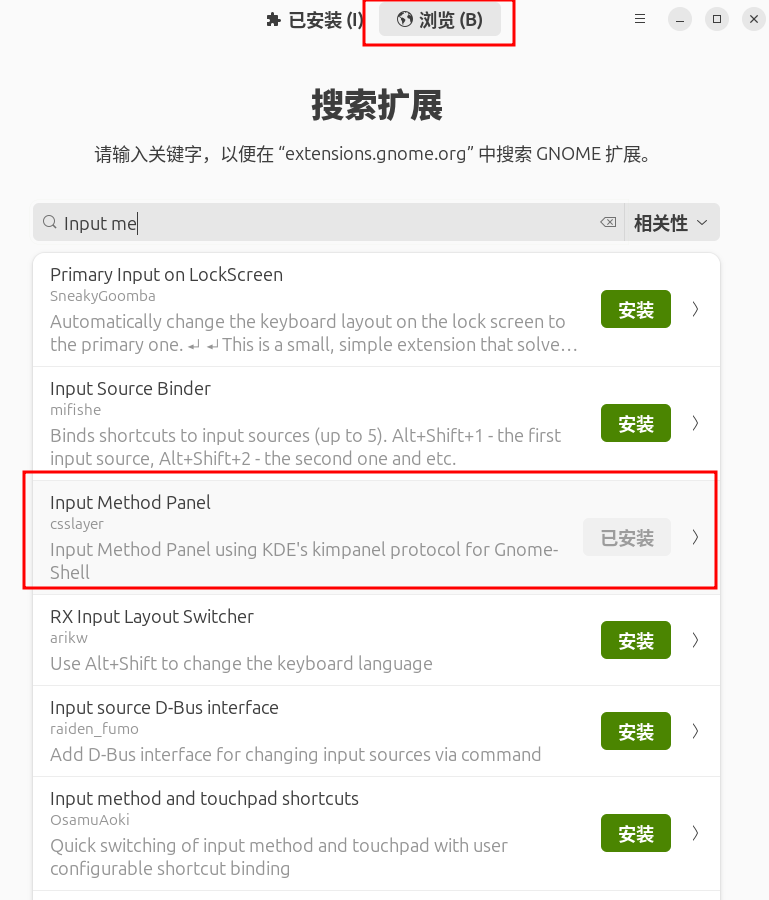 已安装 (I)
浏览 (B)
搜索扩展
请输入关键字，以便在 “extensions.gnome.org” 中搜索 GNOME 扩展。
Input me
相关性
Primary Input on LockScreen
SneakyGoomba
Automatically change the keyboard layout on the lock screen to
the primary one. ↵ ↵ This is a small, simple extension that solve…
安装
Input Source Binder
mifishe
Binds shortcuts to input sources (up to 5). Alt+Shift+1 - the first
input source, Alt+Shift+2 - the second one and etc.
安装
Input Method Panel
csslayer
Input Method Panel using KDE's kimpanel protocol for Gnome-
Shell
已安装
RX Input Layout Switcher
arikw
Use Alt+Shift to change the keyboard language
安装
Input source D-Bus interface
raiden_fumo
Add D-Bus interface for changing input sources via command
安装
Input method and touchpad shortcuts
OsamuAoki
Quick switching of input method and touchpad with user
configurable shortcut binding
安装